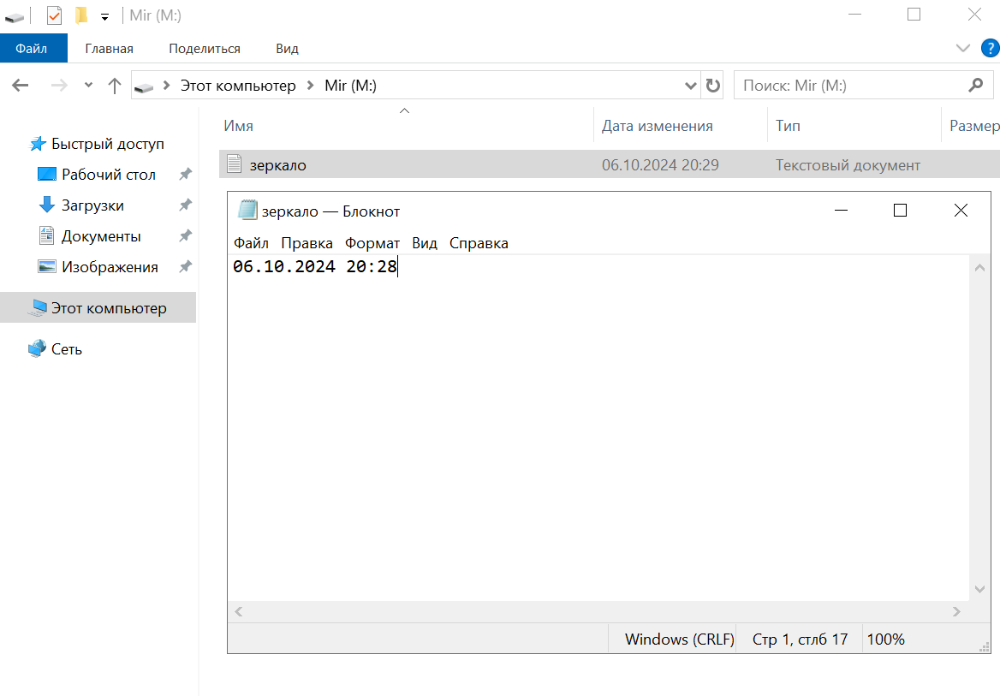 Mir (M:)
Файл Главная Поделиться Вид ?
Этот компьютер Mir (M:) Поиск: Mir (M:)
Имя Дата изменения Тип Размер
Быстрый доступ
зеркало 06.10.2024 20:29 Текстовый документ
Рабочий стол
Загрузки
Документы
Изображения
Этот компьютер
Сеть
зеркало — Блокнот
Файл Правка Формат Вид Справка
06.10.2024 20:28
Windows (CRLF) Стр 1, стлб 17 100%